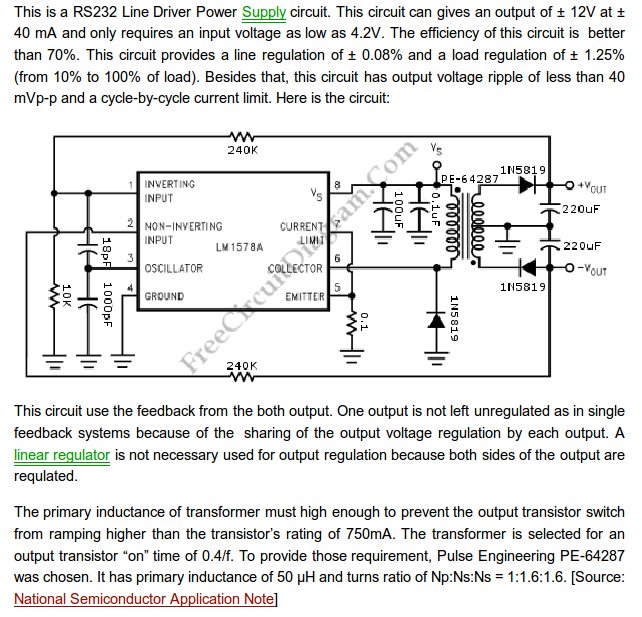 This is a RS232 Line Driver Power Supply circuit. This circuit can gives an output of ± 12V at ±
40 mA and only requires an input voltage as low as 4.2V. The efficiency of this circuit is better
than 70%. This circuit provides a line regulation of ± 0.08% and a load regulation of ± 1.25%
(from 10% to 100% of load). Besides that, this circuit has output voltage ripple of less than 40
mVp-p and a cycle-by-cycle current limit. Here is the circuit:
240K
VS
PE-64287
1N5819
+VOUT
1
INVERTING
INPUT
VS
8
100uF
0.1uF
220uF
2
NON-INVERTING
INPUT
LM1578A
CURRENT
LIMIT
7
220uF
18pF
3
OSCILLATOR
COLLECTOR
6
-VOUT
1N5819
10K
1000pF
4
GROUND
EMITTER
5
0.1
1N5819
240K
FreeCircuitDiagram.Com
This circuit use the feedback from the both output. One output is not left unregulated as in single
feedback systems because of the sharing of the output voltage regulation by each output. A
linear regulator is not necessary used for output regulation because both sides of the output are
requlated.
The primary inductance of transformer must high enough to prevent the output transistor switch
from ramping higher than the transistor's rating of 750mA. The transformer is selected for an
output transistor “on” time of 0.4/f. To provide those requirement, Pulse Engineering PE-64287
was chosen. It has primary inductance of 50 μH and turns ratio of Np:Ns:Ns = 1:1.6:1.6. [Source:
National Semiconductor Application Note]